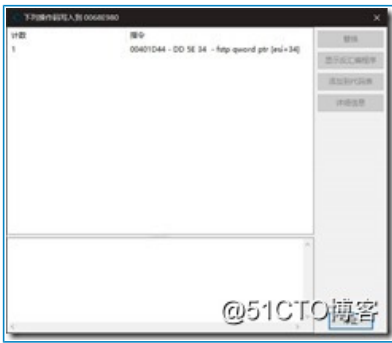 下列操作码写入到 0068E980
计数 指令
1 00401D44 - DD 5E 34 - fstp qword ptr [esi+34]
替换
显示反汇编程序
添加到代码表
详细信息
@51CTO博客